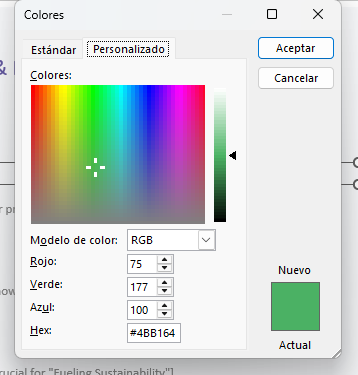 Colores
Estándar
Personalizado
Aceptar
Cancelar
Colores:
Modelo de color: RGB
Rojo: 75
Verde: 177
Azul: 100
Hex: #4BB164
Nuevo
Actual
&
crucial for "Fueling Sustainability"]